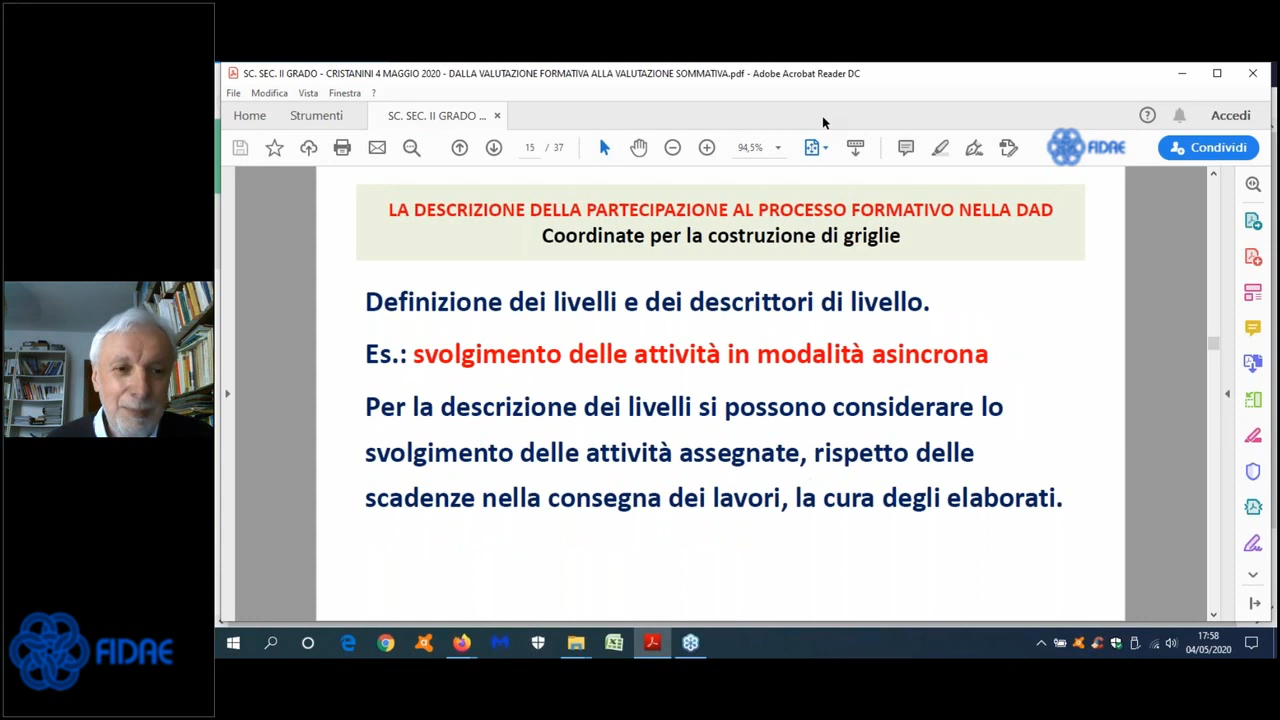 SC. SEC. II GRADO - CRISTANINI 4 MAGGIO 2020 - DALLA VALUTAZIONE FORMATIVA ALLA VALUTAZIONE SOMMATIVA.pdf - Adobe Acrobat Reader DC
File Modifica Vista Finestra ?
Home Strumenti SC. SEC. II GRADO ... × Accedi
15 / 37 94,5% FIDAE Condividi
LA DESCRIZIONE DELLA PARTECIPAZIONE AL PROCESSO FORMATIVO NELLA DAD
Coordinate per la costruzione di griglie
Definizione dei livelli e dei descrittori di livello.
Es.: svolgimento delle attività in modalità asincrona
Per la descrizione dei livelli si possono considerare lo
svolgimento delle attività assegnate, rispetto delle
scadenze nella consegna dei lavori, la cura degli elaborati.
FIDAE
17:58
04/05/2020